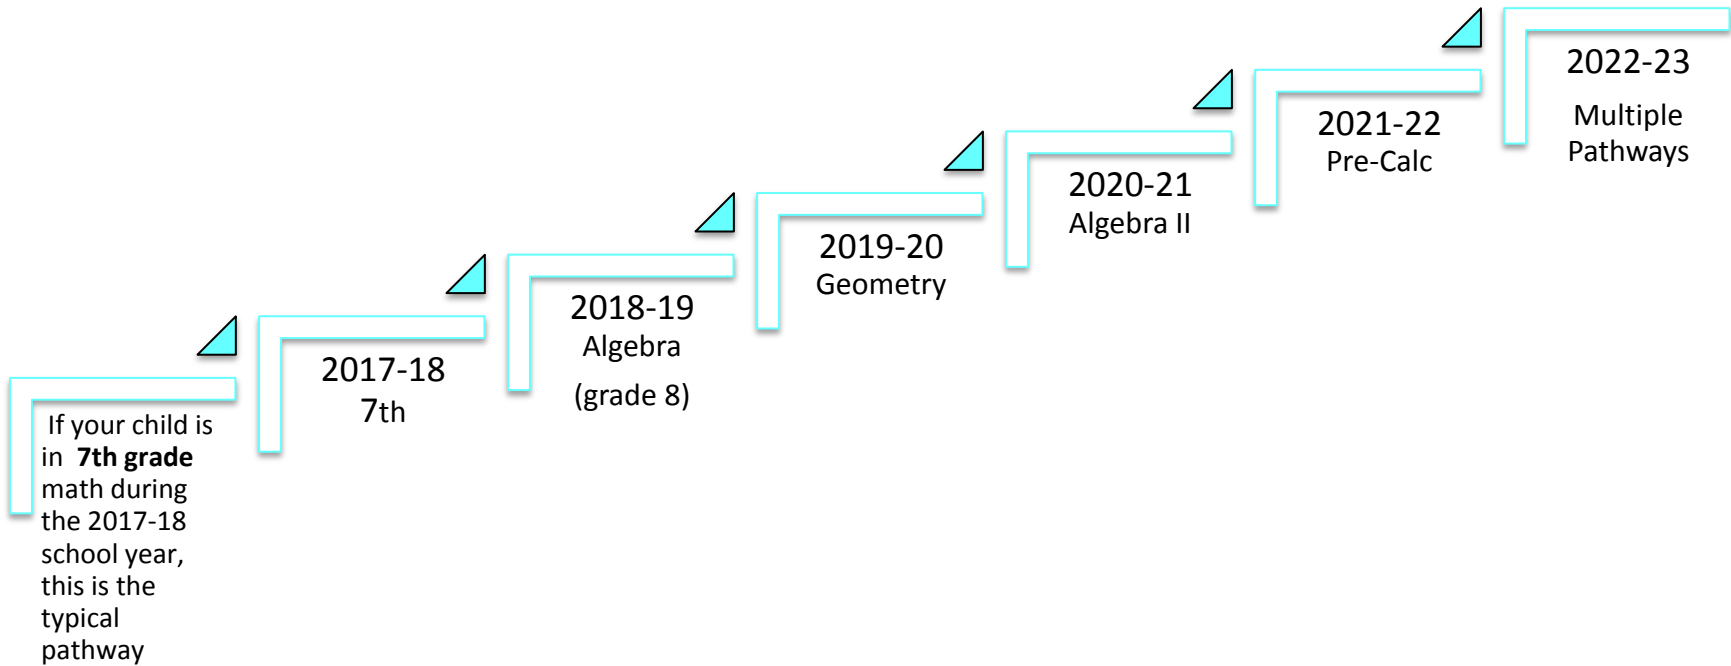 If your child is
in 7th grade
math during
the 2017-18
school year,
this is the
typical
pathway
2017-18
7th
2018-19
Algebra
(grade 8)
2019-20
Geometry
2020-21
Algebra II
2021-22
Pre-Calc
2022-23
Multiple
Pathways